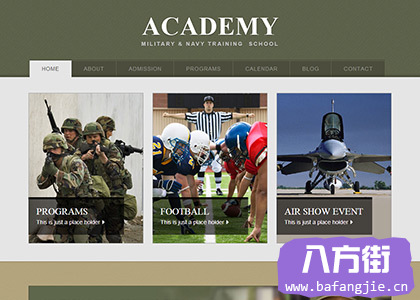 ACADEMY
MILITARY & NAVY TRAINING SCHOOL
HOME ABOUT ADMISSION PROGRAMS CALENDAR BLOG CONTACT
PROGRAMS
This is just a place holder
FOOTBALL
This is just a place holder
AIR SHOW EVENT
This is just a place holder
八方街
www.bafangjie.cn